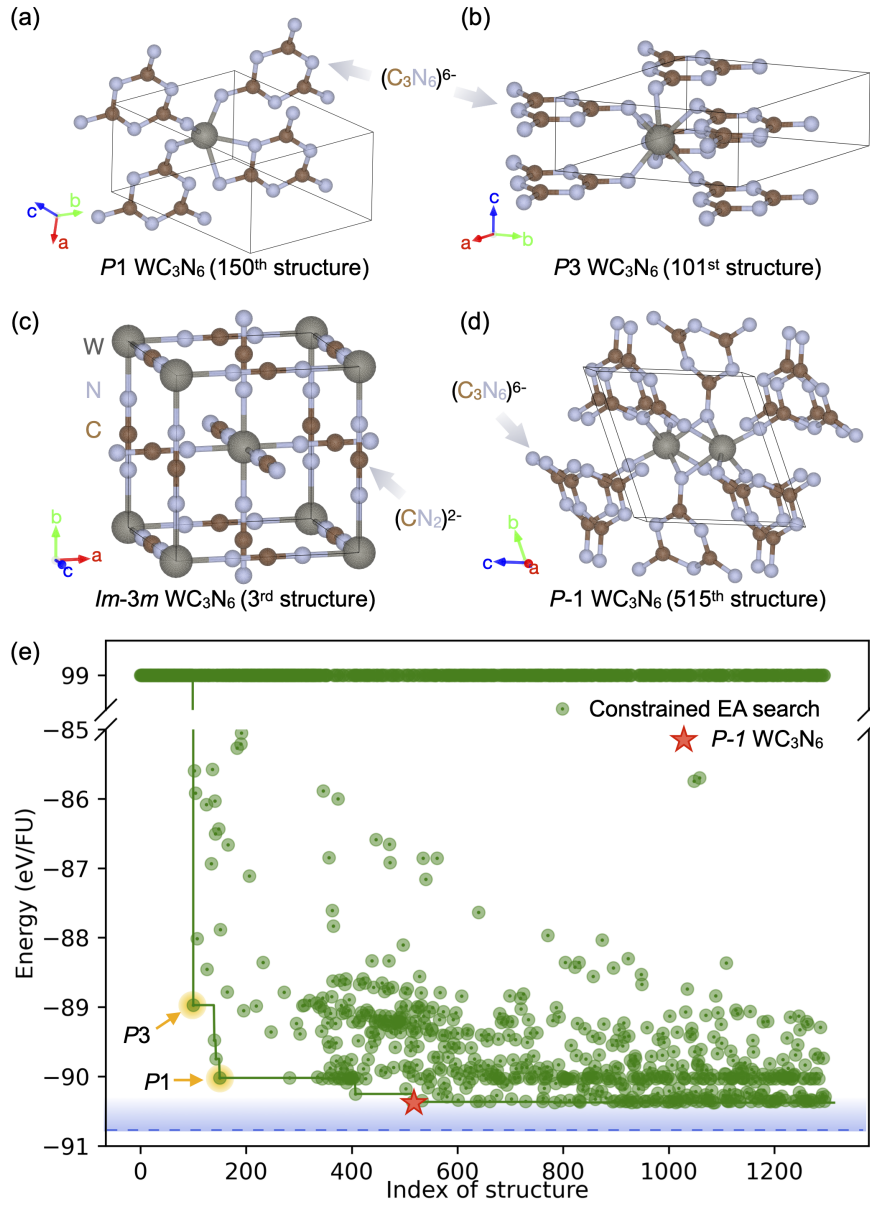 (a)
(b)
(C₃N₆)⁶⁻
c
b
a
c
a
b
P1 WC₃N₆ (150ᵗʰ structure)
P3 WC₃N₆ (101ˢᵗ structure)
(c)
(d)
W
N
C
(C₃N₆)⁶⁻
(CN₂)²⁻
b
a
c
b
c
a
Im-3m WC₃N₆ (3ʳᵈ structure)
P-1 WC₃N₆ (515ᵗʰ structure)
(e)
99
Constrained EA search
P-1 WC₃N₆
−85
−86
−87
−88
−89
−90
−91
Energy (eV/FU)
P3
P1
0
200
400
600
800
1000
1200
Index of structure